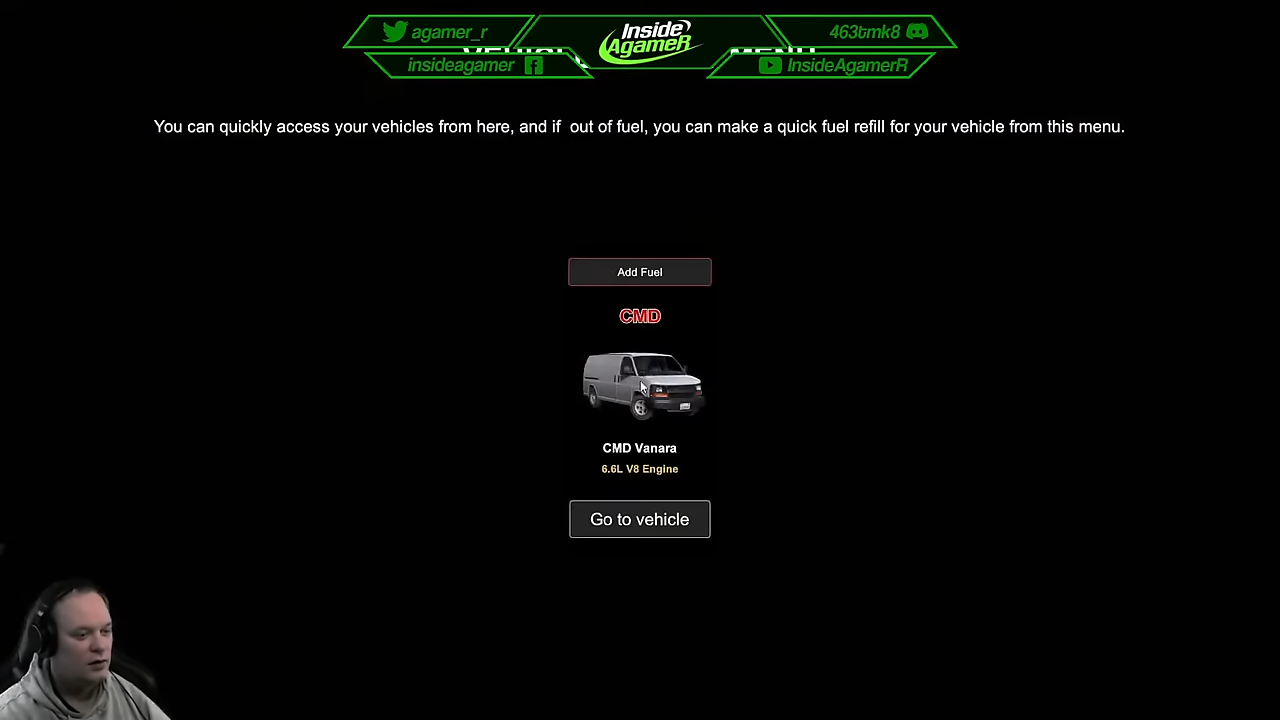 agamer_r
Inside
AgameR
463tmk8
insideagamer
InsideAgamerR
You can quickly access your vehicles from here, and if  out of fuel, you can make a quick fuel refill for your vehicle from this menu.
Add Fuel
CMD
CMD Vanara
6.6L V8 Engine
Go to vehicle